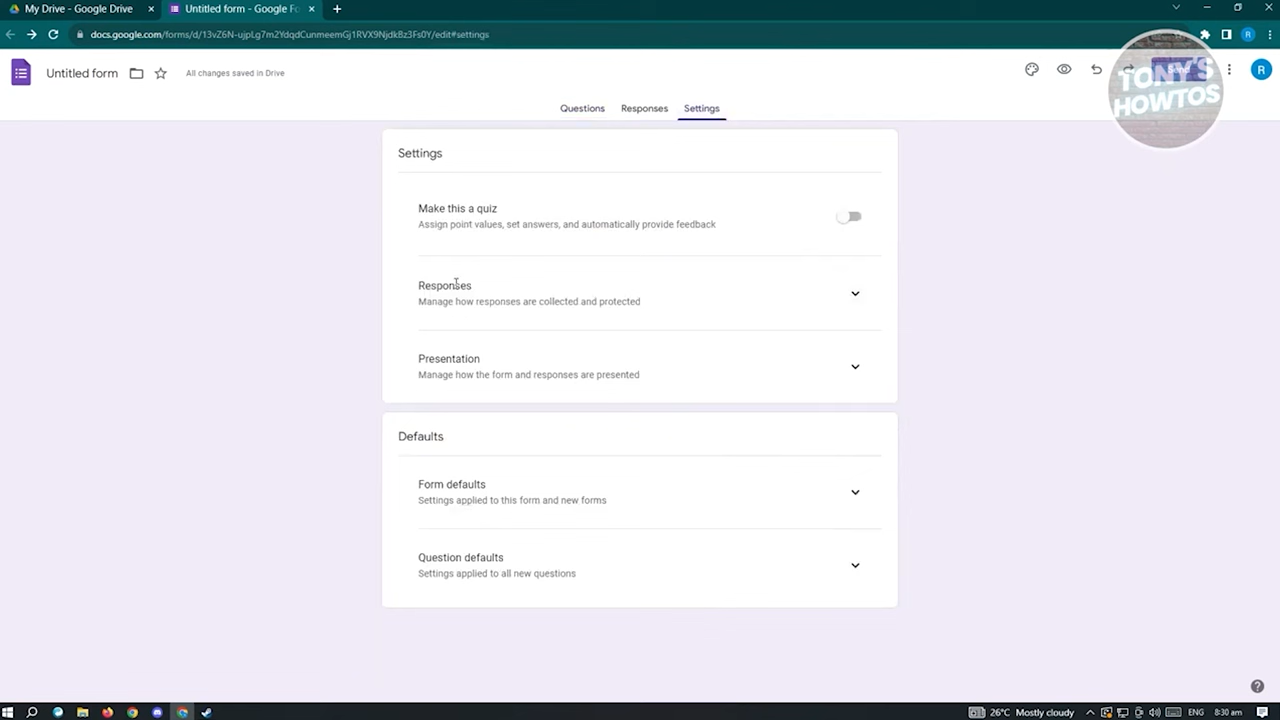 My Drive - Google Drive
Untitled form - Google Fo
docs.google.com/forms/d/13vZ6N-ujpLg7m2YdqdCunmeemGj1RVX9NjdkBz3Fs0Y/edit#settings
R
Untitled form
All changes saved in Drive
Send
R
TONY'S
HOWTOS
Questions
Responses
Settings
Settings
Make this a quiz
Assign point values, set answers, and automatically provide feedback
Responses
Manage how responses are collected and protected
Presentation
Manage how the form and responses are presented
Defaults
Form defaults
Settings applied to this form and new forms
Question defaults
Settings applied to all new questions
26°C Mostly cloudy
ENG
8:30 am